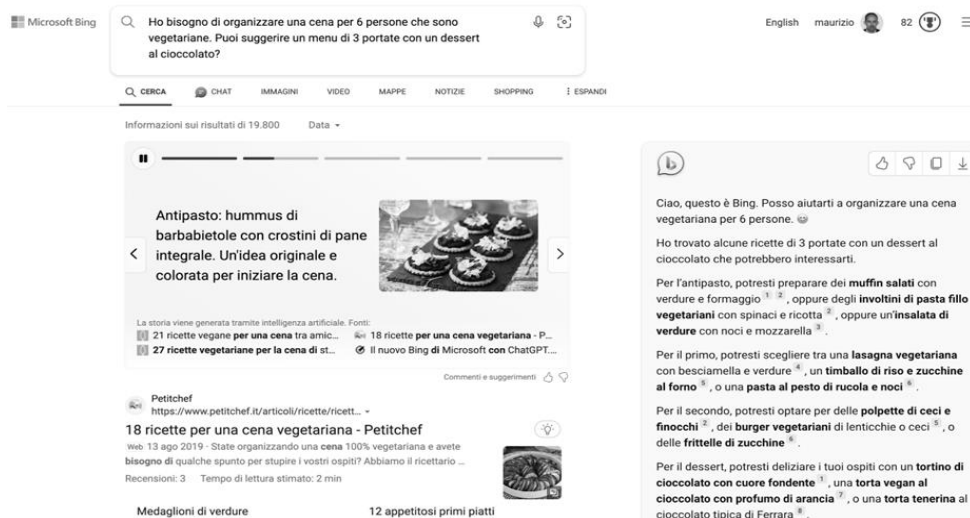 Microsoft Bing
Ho bisogno di organizzare una cena per 6 persone che sono
vegetariane. Puoi suggerire un menu di 3 portate con un dessert
al cioccolato?
English maurizio 82
CERCA CHAT IMMAGINI VIDEO MAPPE NOTIZIE SHOPPING ESPANDI
Informazioni sui risultati di 19.800 Data
Antipasto: hummus di
barbabietole con crostini di pane
integrale. Un'idea originale e
colorata per iniziare la cena.
La storia viene generata tramite intelligenza artificiale. Fonti:
21 ricette vegane per una cena tra amic... 18 ricette per una cena vegetariana - P...
27 ricette vegetariane per la cena di st... Il nuovo Bing di Microsoft con ChatGPT....
Commenti e suggerimenti
Petitchef
https://www.petitchef.it/articoli/ricette/ricett...
18 ricette per una cena vegetariana - Petitchef
Web 13 ago 2019 · State organizzando una cena 100% vegetariana e avete
bisogno di qualche spunto per stupire i vostri ospiti? Abbiamo il ricettario ...
Recensioni: 3 Tempo di lettura stimato: 2 min
Medaglioni di verdure 12 appetitosi primi piatti
Ciao, questo è Bing. Posso aiutarti a organizzare una cena
vegetariana per 6 persone. 😀
Ho trovato alcune ricette di 3 portate con un dessert al
cioccolato che potrebbero interessarti.
Per l'antipasto, potresti preparare dei muffin salati con
verdure e formaggio 1 2 , oppure degli involtini di pasta fillo
vegetariani con spinaci e ricotta 2 , oppure un'insalata di
verdure con noci e mozzarella 3 .
Per il primo, potresti scegliere tra una lasagna vegetariana
con besciamella e verdure 4 , un timballo di riso e zucchine
al forno 5 , o una pasta al pesto di rucola e noci 6 .
Per il secondo, potresti optare per delle polpette di ceci e
finocchi 2 , dei burger vegetariani di lenticchie o ceci 5 , o
delle frittelle di zucchine 6 .
Per il dessert, potresti deliziare i tuoi ospiti con un tortino di
cioccolato con cuore fondente 1 , una torta vegan al
cioccolato con profumo di arancia 7 , o una torta tenerina al
cioccolato tipica di Ferrara 8 .